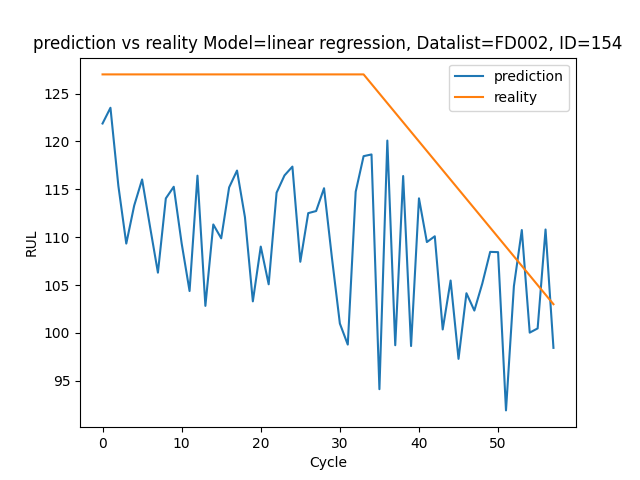 prediction vs reality Model=linear regression, Datalist=FD002, ID=154
prediction
reality
125
120
115
110
105
100
95
RUL
0 10 20 30 40 50
Cycle